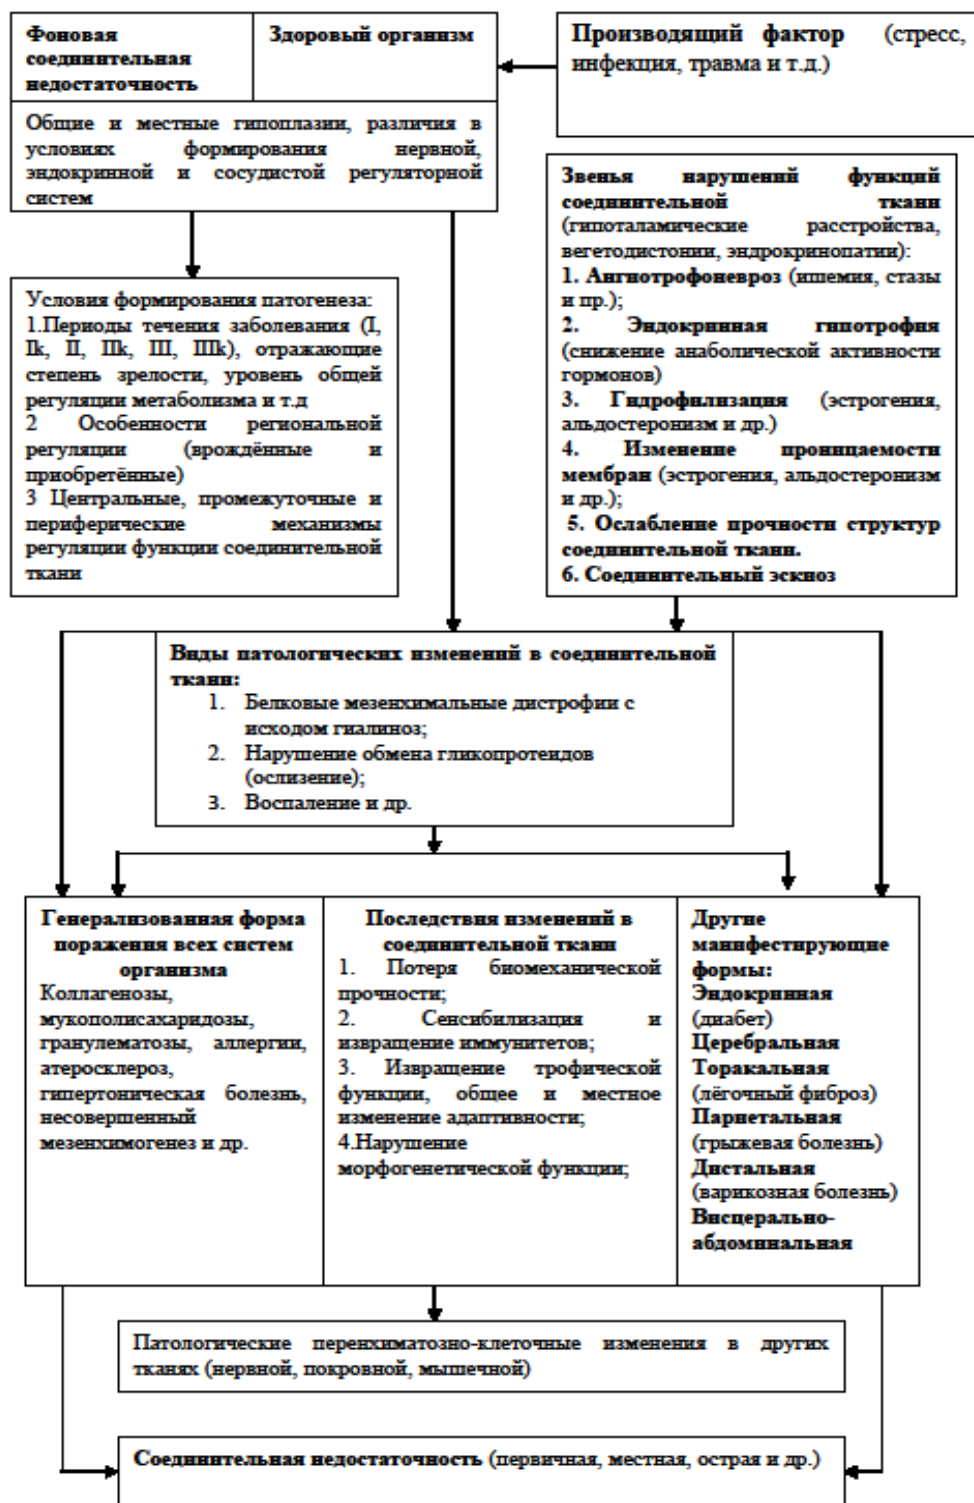 Фоновая
соединительная
недостаточность
Здоровый организм
Производящий фактор (стресс,
инфекция, травма и т.д.)
Общие и местные гипоплазии, различия в
условиях формирования нервной,
эндокринной и сосудистой регуляторной
систем
Звенья нарушений функций
соединительной ткани
(гипоталамические расстройства,
вегетодистонии, эндрокринопатии):
1. Ангиотрофоневроз (ишемия, стазы
и пр.);
2. Эндокринная гипотрофия
(снижение анаболической активности
гормонов)
3. Гидрофилизация (эстрогения,
альдостеронизм и др.)
4. Изменение проницаемости
мембран (эстрогения, альдостеронизм
и др.);
5. Ослабление прочности структур
соединительной ткани.
6. Соединительный эскиоз
Условия формирования патогенеза:
1.Периоды течения заболевания (I,
Ik, II, IIk, III, IIIk), отражающие
степень зрелости, уровень общей
регуляции метаболизма и т.д
2 Особенности региональной
регуляции (врождённые и
приобретённые)
3 Центральные, промежуточные и
периферические механизмы
регуляции функции соединительной
ткани
Виды патологических изменений в соединительной
ткани:
1. Белковые мезенхимальные дистрофии с
исходом гиалиноз;
2. Нарушение обмена гликопротеидов
(ослизение);
3. Воспаление и др.
Генерализованная форма
поражения всех систем
организма
Коллагенозы,
мукополисахаридозы,
гранулематозы, аллергии,
атеросклероз,
гипертоническая болезнь,
несовершенный
мезенхимогенез и др.
Последствия изменений в
соединительной ткани
1. Потеря биомеханической
прочности;
2. Сенсибилизация и
извращение иммунитетов;
3. Извращение трофической
функции, общее и местное
изменение адаптивности;
4.Нарушение
морфогенетической функции;
Другие
манифестирующие
формы:
Эндокринная
(диабет)
Церебральная
Торакальная
(лёгочный фиброз)
Париетальная
(грыжевая болезнь)
Дистальная
(варикозная болезнь)
Висцерально-
абдоминальная
Патологические перенхиматозно-клеточные изменения в других
тканях (нервной, покровной, мышечной)
Соединительная недостаточность (первичная, местная, острая и др.)